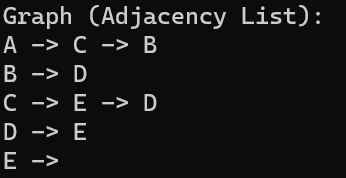 Graph (Adjacency List):
A -> C -> B
B -> D
C -> E -> D
D -> E
E ->